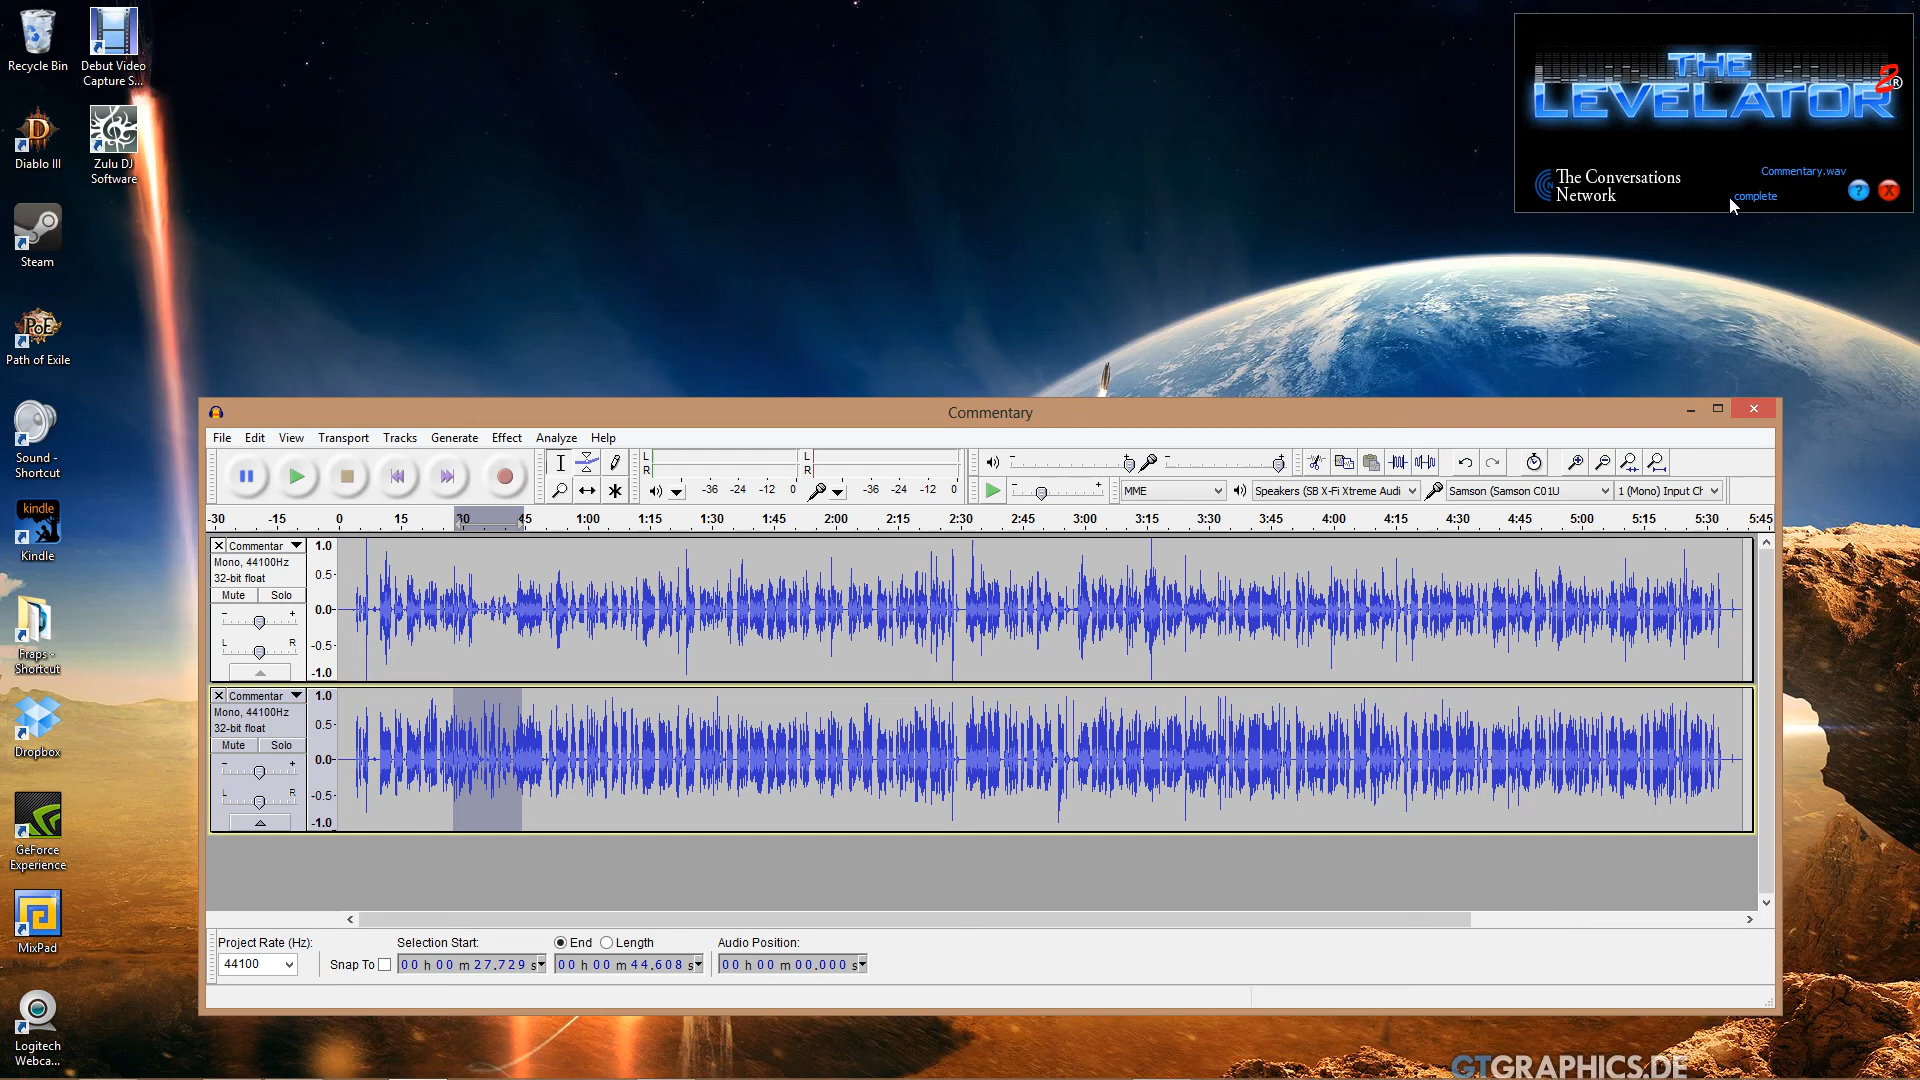 Recycle Bin
Debut Video
Capture S...
Diablo III
Zulu DJ
Software
Steam
Path of Exile
Sound -
Shortcut
kindle
Kindle
Fraps -
Shortcut
Dropbox
GeForce
Experience
MixPad
Logitech
Webca...
THE
LEVELATOR 2 ®
The Conversations
Network
Commentary.wav
complete
? X
Commentary
File Edit View Transport Tracks Generate Effect Analyze Help
L L
R R
-36 -24 -12 0 -36 -24 -12 0
MME Speakers (SB X-Fi Xtreme Audi Samson (Samson C01U 1 (Mono) Input Ch
-30 -15 0 15 30 45 1:00 1:15 1:30 1:45 2:00 2:15 2:30 2:45 3:00 3:15 3:30 3:45 4:00 4:15 4:30 4:45 5:00 5:15 5:30 5:45
Commentar
Mono, 44100Hz
32-bit float
Mute Solo
- +
L R
1.0
0.5-
0.0-
-0.5-
-1.0
Commentar
Mono, 44100Hz
32-bit float
Mute Solo
- +
L R
1.0
0.5-
0.0-
-0.5-
-1.0
Project Rate (Hz): Selection Start: End Length Audio Position:
44100 Snap To 00 h 00 m 27.729 s 00 h 00 m 44.608 s 00 h 00 m 00.000 s
GTGRAPHICS.DE